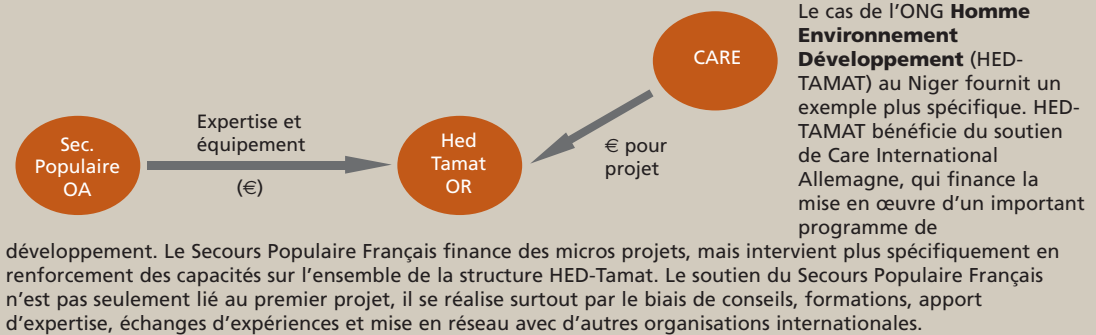 Sec.
Populaire
OA
Expertise et
équipement
(€)
Hed
Tamat
OR
CARE
€ pour
projet
Le cas de l’ONG Homme
Environnement
Développement (HED-
TAMAT) au Niger fournit un
exemple plus spécifique. HED-
TAMAT bénéficie du soutien
de Care International
Allemagne, qui finance la
mise en œuvre d’un important
programme de
développement. Le Secours Populaire Français finance des micros projets, mais intervient plus spécifiquement en
renforcement des capacités sur l’ensemble de la structure HED-Tamat. Le soutien du Secours Populaire Français
n’est pas seulement lié au premier projet, il se réalise surtout par le biais de conseils, formations, apport
d’expertise, échanges d’expériences et mise en réseau avec d’autres organisations internationales.